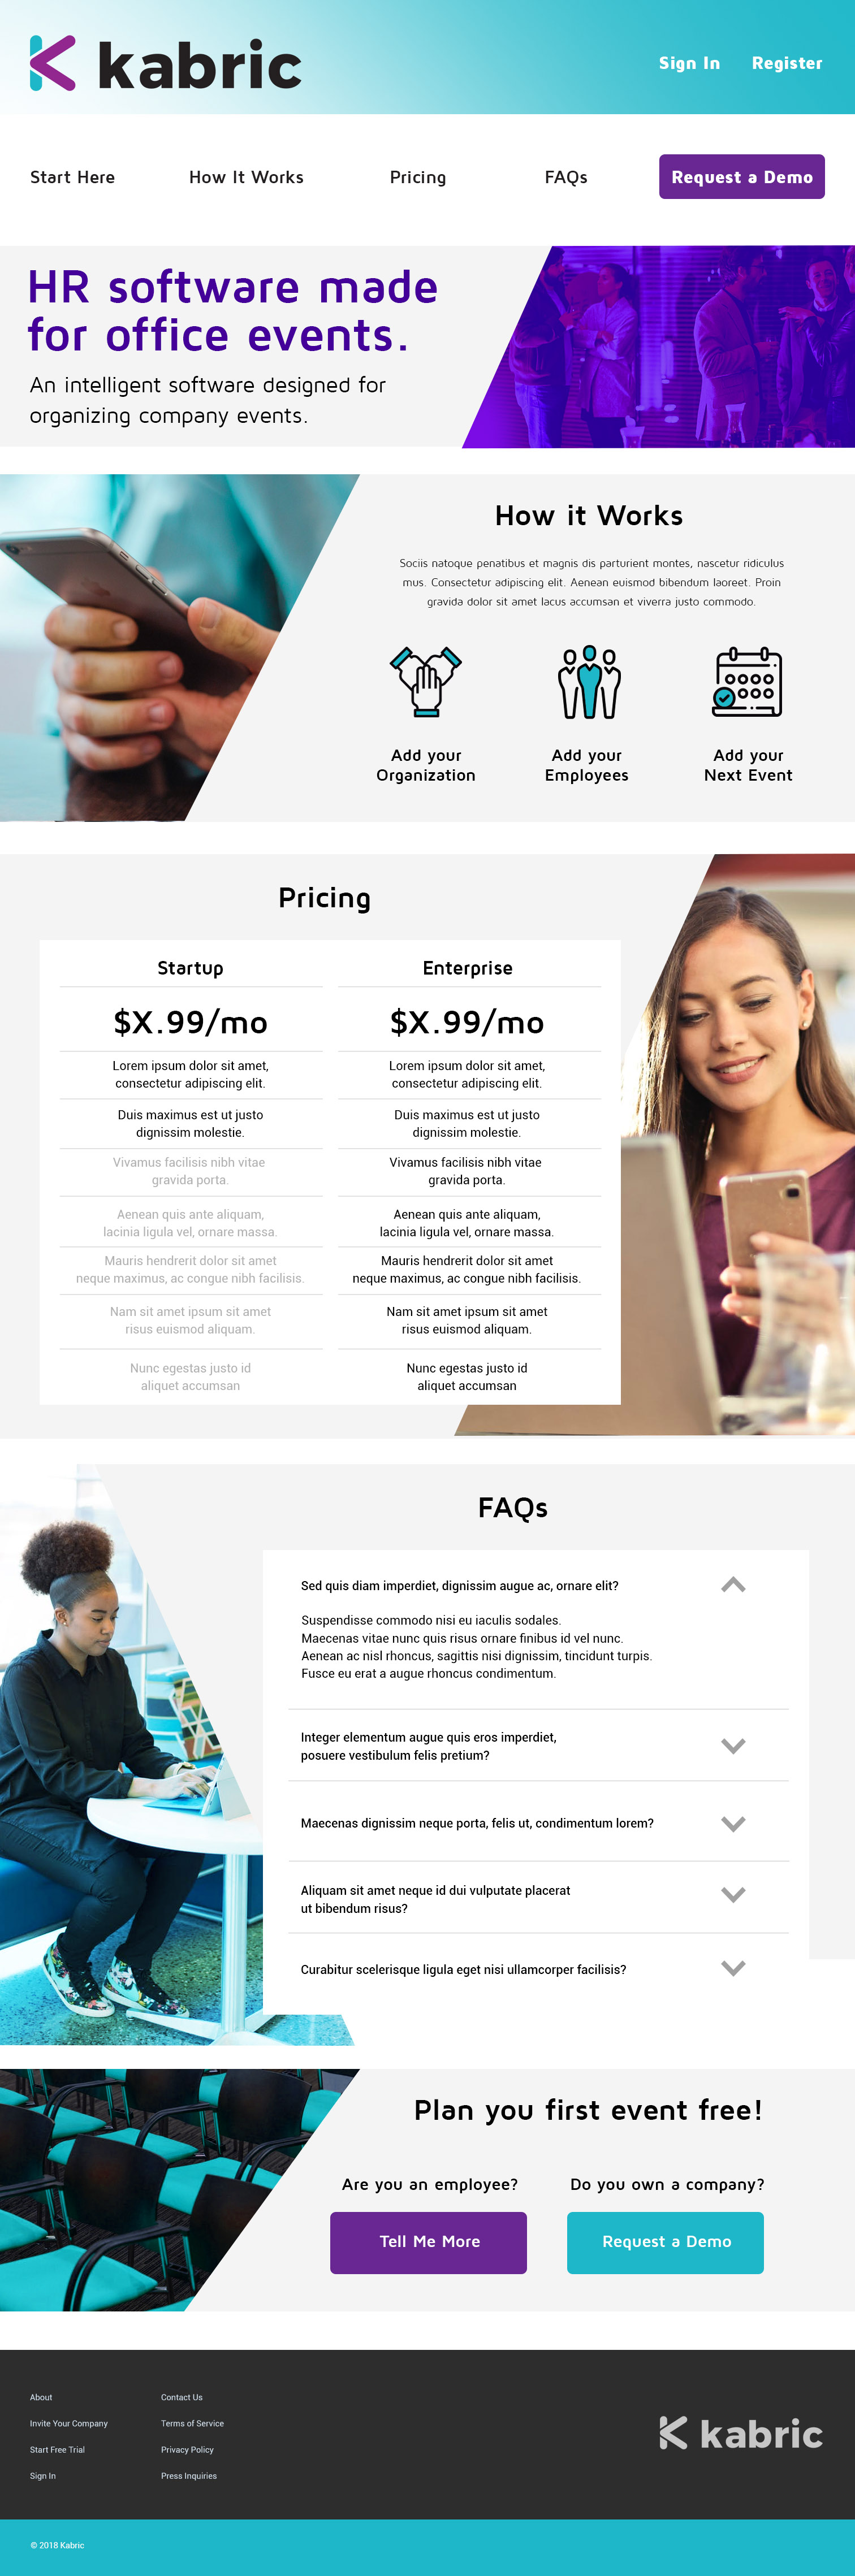 kabric
Sign In
Register
Start Here
How It Works
Pricing
FAQs
Request a Demo
HR software made
for office events.
An intelligent software designed for
organizing company events.
How it Works
Sociis natoque penatibus et magnis dis parturient montes, nascetur ridiculus
mus. Consectetur adipiscing elit. Aenean euismod bibendum laoreet. Proin
gravida dolor sit amet lacus accumsan et viverra justo commodo.
Add your
Organization
Add your
Employees
Add your
Next Event
Pricing
Startup
$X.99/mo
Lorem ipsum dolor sit amet,
consectetur adipiscing elit.
Duis maximus est ut justo
dignissim molestie.
Vivamus facilisis nibh vitae
gravida porta.
Aenean quis ante aliquam,
lacinia ligula vel, ornare massa.
Mauris hendrerit dolor sit amet
neque maximus, ac congue nibh facilisis.
Nam sit amet ipsum sit amet
risus euismod aliquam.
Nunc egestas justo id
aliquet accumsan
Enterprise
$X.99/mo
Lorem ipsum dolor sit amet,
consectetur adipiscing elit.
Duis maximus est ut justo
dignissim molestie.
Vivamus facilisis nibh vitae
gravida porta.
Aenean quis ante aliquam,
lacinia ligula vel, ornare massa.
Mauris hendrerit dolor sit amet
neque maximus, ac congue nibh facilisis.
Nam sit amet ipsum sit amet
risus euismod aliquam.
Nunc egestas justo id
aliquet accumsan
FAQs
Sed quis diam imperdiet, dignissim augue ac, ornare elit?
Suspendisse commodo nisi eu iaculis sodales.
Maecenas vitae nunc quis risus ornare finibus id vel nunc.
Aenean ac nisl rhoncus, sagittis nisi dignissim, tincidunt turpis.
Fusce eu erat a augue rhoncus condimentum.
Integer elementum augue quis eros imperdiet,
posuere vestibulum felis pretium?
Maecenas dignissim neque porta, felis ut, condimentum lorem?
Aliquam sit amet neque id dui vulputate placerat
ut bibendum risus?
Curabitur scelerisque ligula eget nisi ullamcorper facilisis?
Plan you first event free!
Are you an employee?
Tell Me More
Do you own a company?
Request a Demo
About
Invite Your Company
Start Free Trial
Sign In
Contact Us
Terms of Service
Privacy Policy
Press Inquiries
kabric
© 2018 Kabric